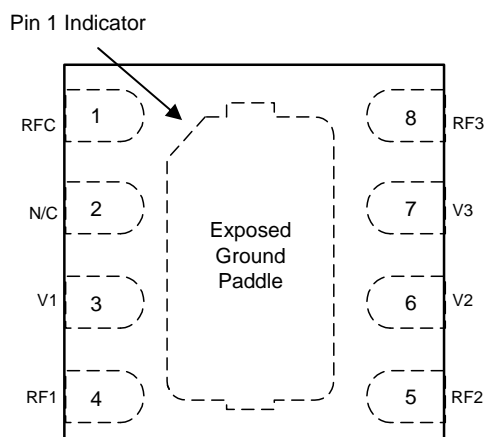 Pin 1 Indicator
RFC 1 8 RF3
N/C 2 7 V3
Exposed
Ground
Paddle
V1 3 6 V2
RF1 4 5 RF2